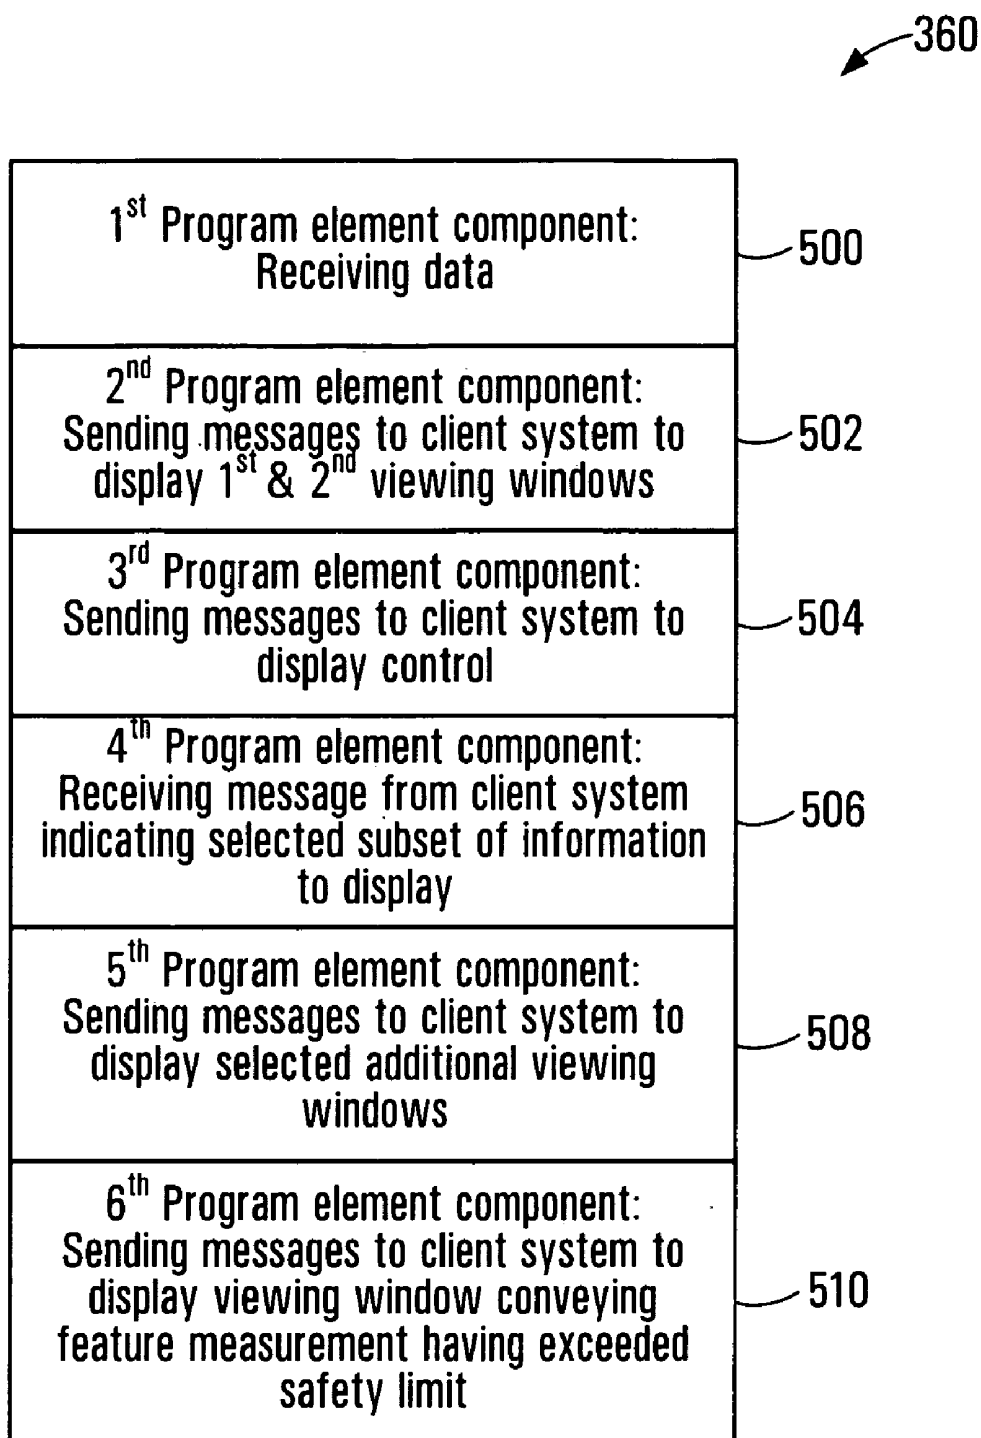 360
1st Program element component:
Receiving data
500
2nd Program element component:
Sending messages to client system to
display 1st & 2nd viewing windows
502
3rd Program element component:
Sending messages to client system to
display control
504
4th Program element component:
Receiving message from client system
indicating selected subset of information
to display
506
5th Program element component:
Sending messages to client system to
display selected additional viewing
windows
508
6th Program element component:
Sending messages to client system to
display viewing window conveying
feature measurement having exceeded
safety limit
510